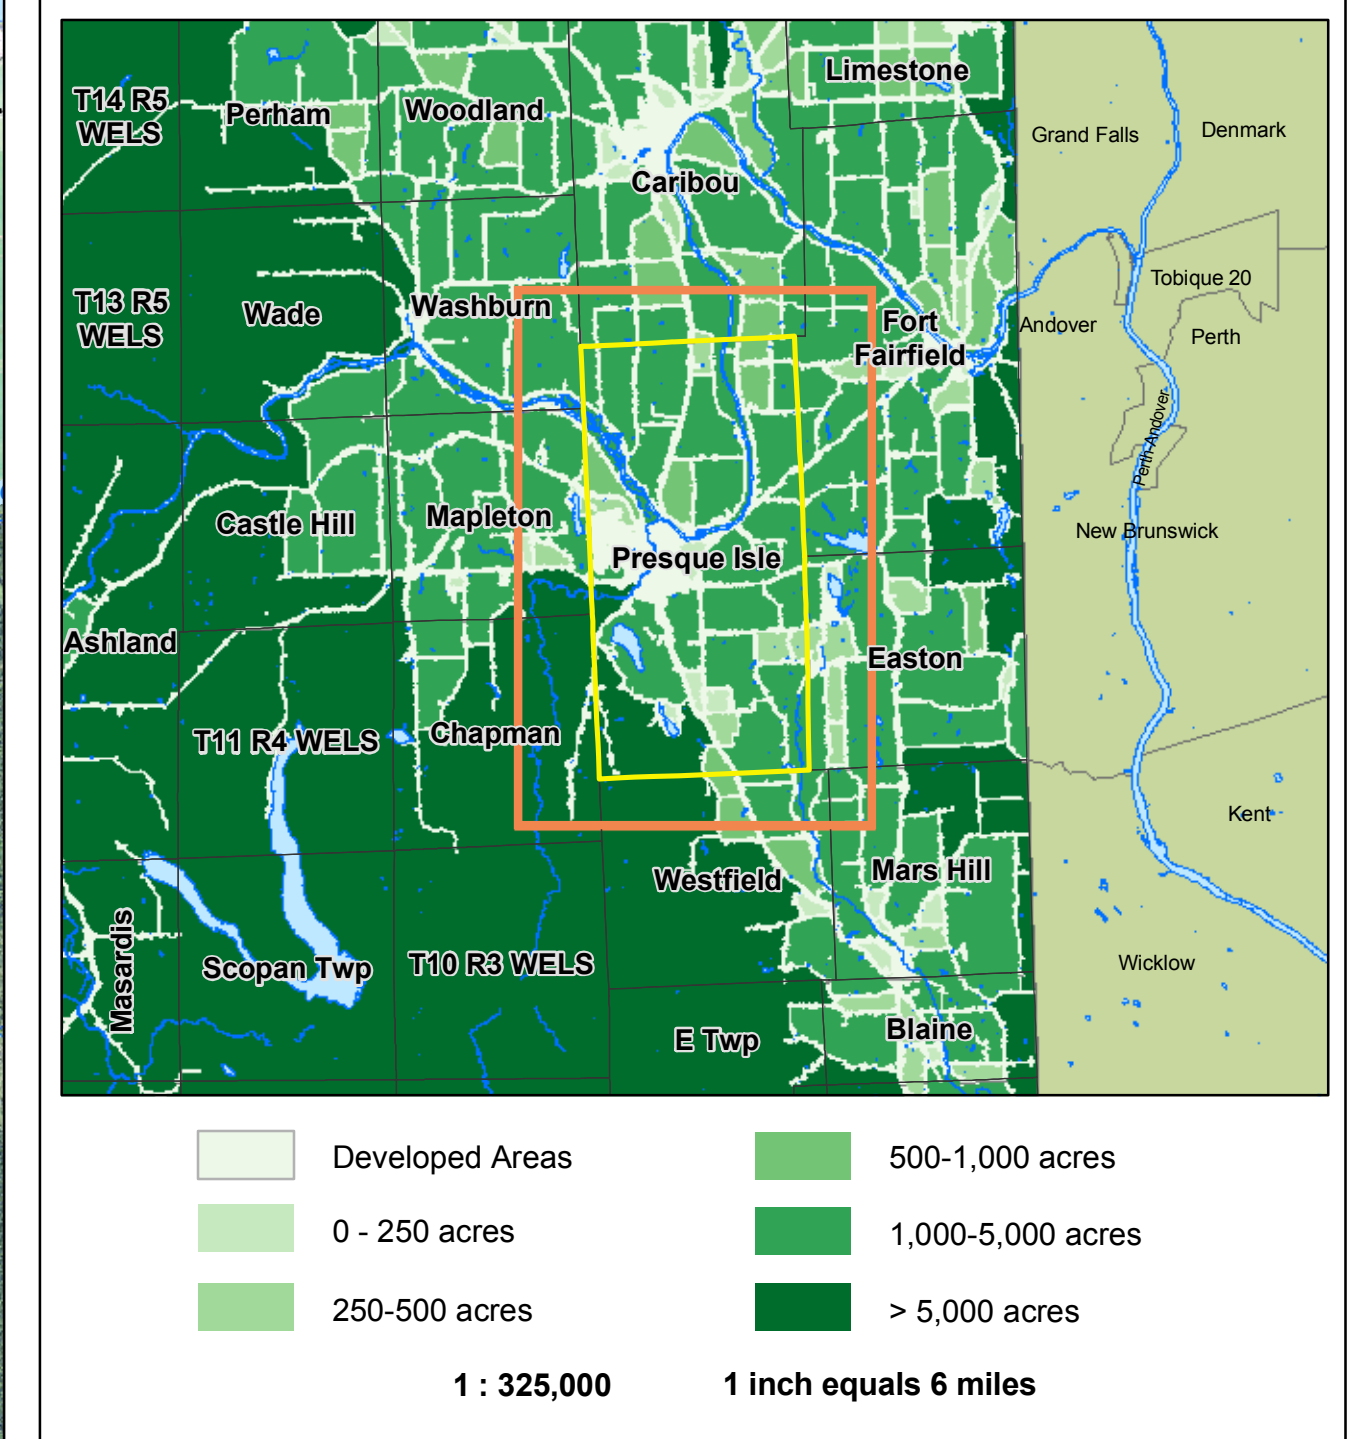 Limestone
T14 R5
WELS
Perham
Woodland
Grand Falls
Denmark
Caribou
Tobique 20
T13 R5
WELS
Wade
Washburn
Fort
Fairfield
Andover
Perth
Perth-Andover
Castle Hill
Mapleton
Presque Isle
New Brunswick
Ashland
Easton
T11 R4 WELS
Chapman
Kent
Westfield
Mars Hill
Masardis
Scopan Twp
T10 R3 WELS
Wicklow
E Twp
Blaine
Developed Areas
0 - 250 acres
250-500 acres
500-1,000 acres
1,000-5,000 acres
> 5,000 acres
1 : 325,000
1 inch equals 6 miles